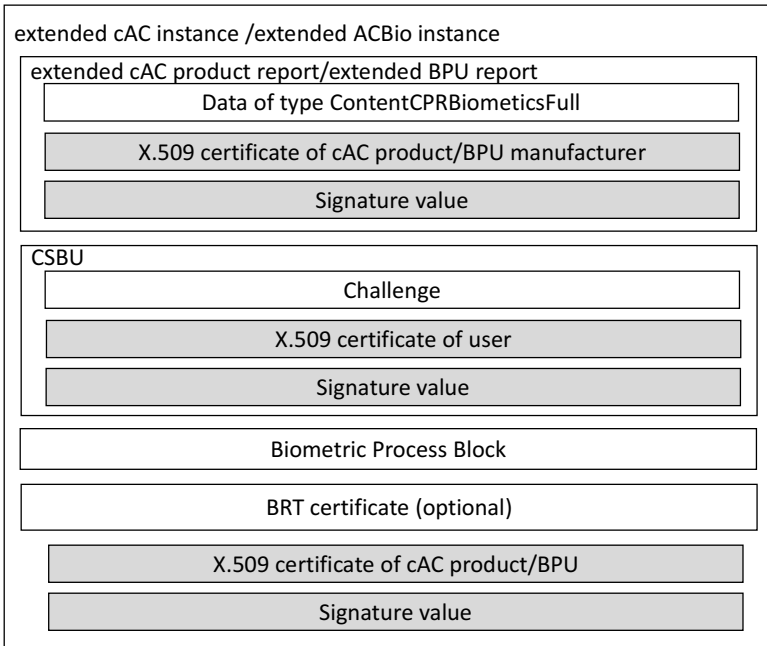 extended cAC instance /extended ACBio instance
extended cAC product report/extended BPU report
Data of type ContentCPRBiometicsFull
X.509 certificate of cAC product/BPU manufacturer
Signature value
CSBU
Challenge
X.509 certificate of user
Signature value
Biometric Process Block
BRT certificate (optional)
X.509 certificate of cAC product/BPU
Signature value